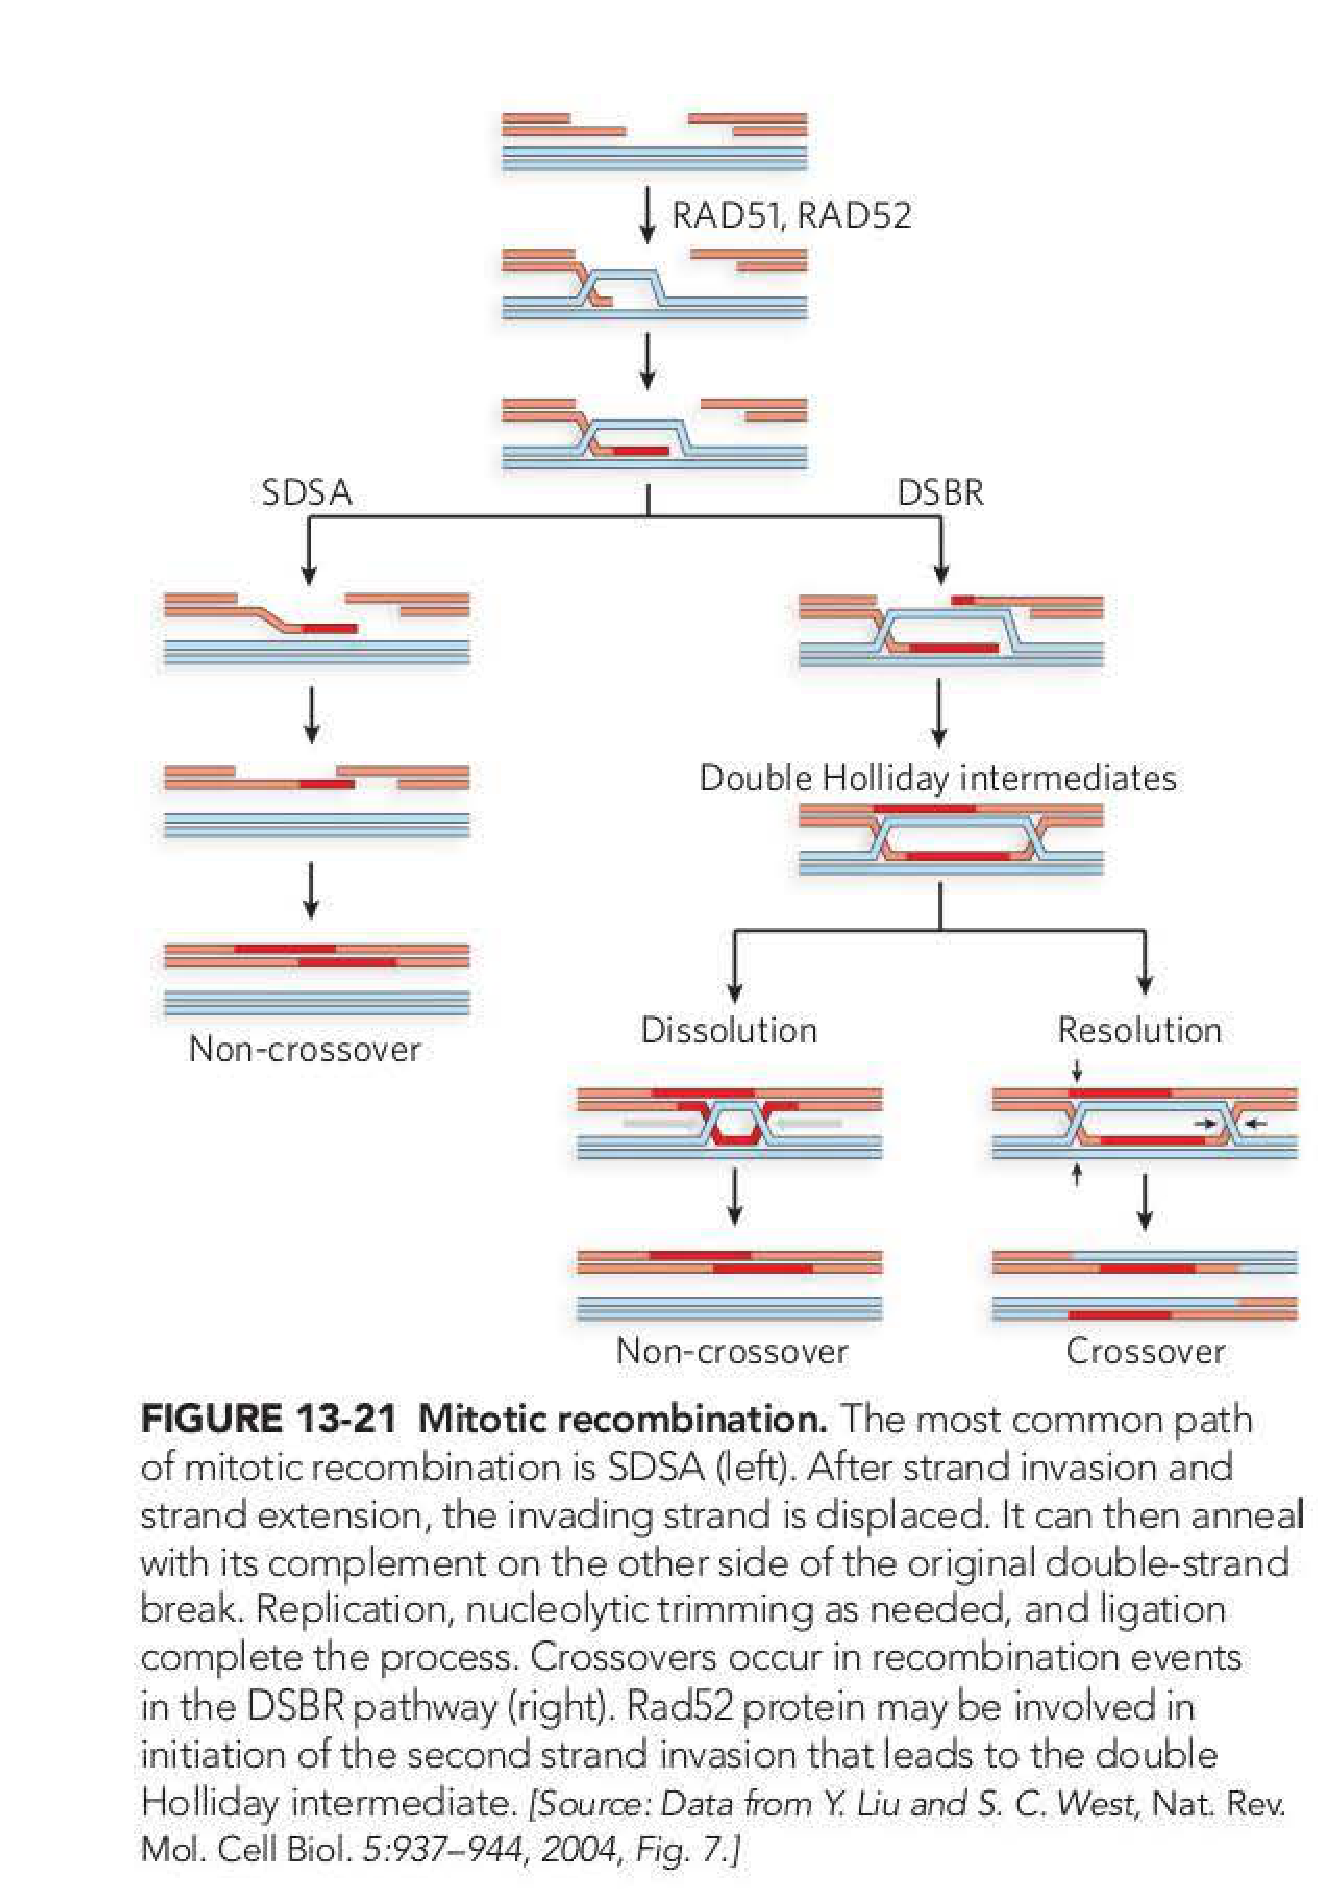 RAD51, RAD52
SDSA
DSBR
Double Holliday intermediates
Non-crossover
Dissolution
Resolution
Non-crossover
Crossover
FIGURE 13-21 Mitotic recombination. The most common path
of mitotic recombination is SDSA (left). After strand invasion and
strand extension, the invading strand is displaced. It can then anneal
with its complement on the other side of the original double-strand
break. Replication, nucleolytic trimming as needed, and ligation
complete the process. Crossovers occur in recombination events
in the DSBR pathway (right). Rad52 protein may be involved in
initiation of the second strand invasion that leads to the double
Holliday intermediate. [Source: Data from Y. Liu and S. C. West, Nat. Rev.
Mol. Cell Biol. 5:937–944, 2004, Fig. 7.]